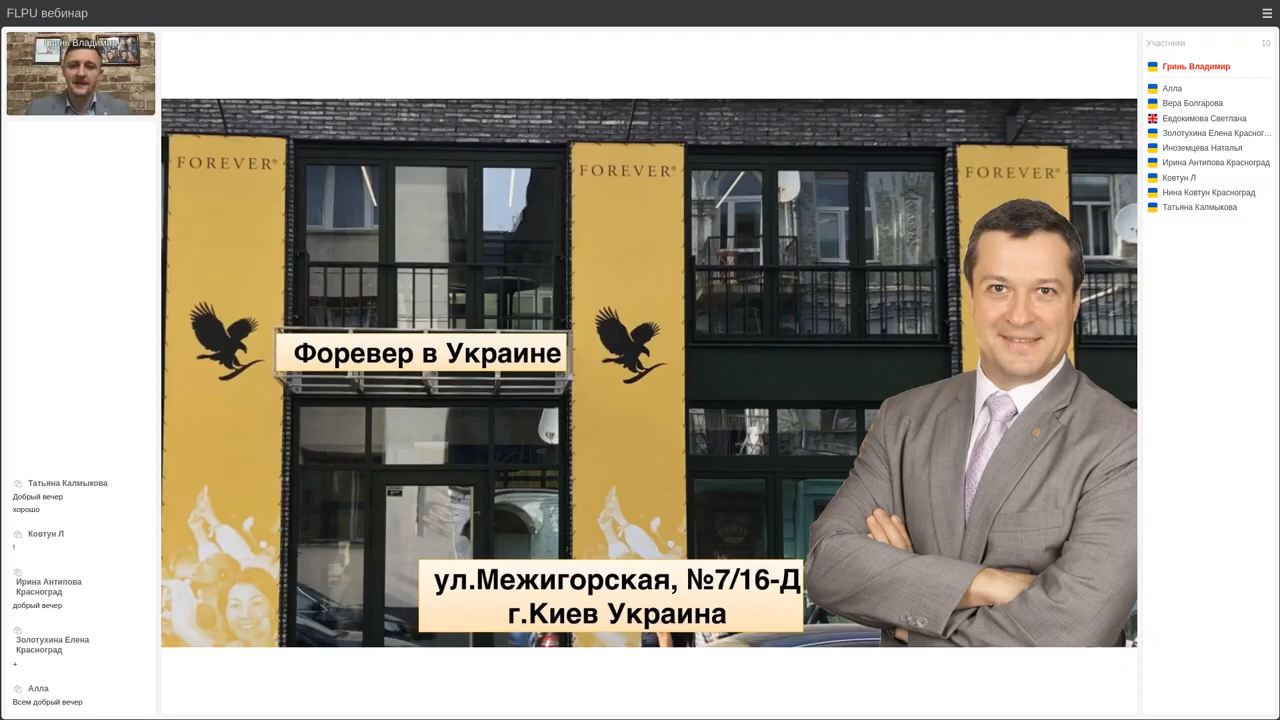 FLPU вебинар
Гринь Владимир
FOREVER®
FOREVER®
FOREVER®
Форевер в Украине
ул.Межигорская, №7/16-Д
г.Киев Украина
Татьяна Калмыкова
Добрый вечер
хорошо
Ковтун Л
!
Ирина Антипова
Красноград
добрый вечер
Золотухина Елена
Красноград
+
Алла
Всем добрый вечер
Участники 10
Гринь Владимир
Алла
Вера Болгарова
Евдокимова Светлана
Золотухина Елена Красног...
Иноземцева Наталья
Ирина Антипова Красноград
Ковтун Л
Нина Ковтун Красноград
Татьяна Калмыкова